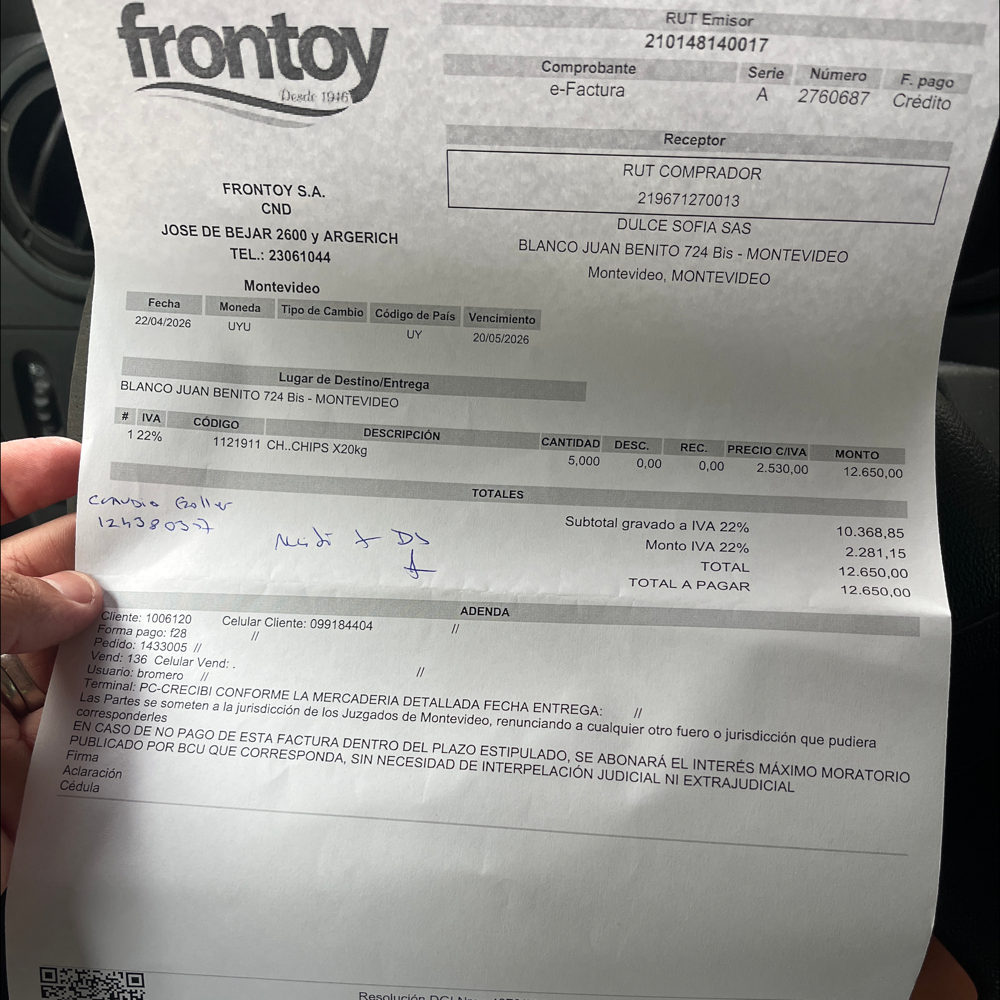 frontoy
Desde 1946
RUT Emisor
210148140017
Comprobante Serie Número F. pago
e-Factura A 2760687 Crédito
Receptor
RUT COMPRADOR
219671270013
DULCE SOFIA SAS
BLANCO JUAN BENITO 724 Bis - MONTEVIDEO
Montevideo, MONTEVIDEO
FRONTOY S.A.
CND
JOSE DE BEJAR 2600 y ARGERICH
TEL.: 23061044
Montevideo
Fecha Moneda Tipo de Cambio Código de País Vencimiento
22/04/2026 UYU UY 20/05/2026
Lugar de Destino/Entrega
BLANCO JUAN BENITO 724 Bis - MONTEVIDEO
# IVA CÓDIGO DESCRIPCIÓN CANTIDAD DESC. REC. PRECIO C/IVA MONTO
1 22% 1121911 CH..CHIPS X20kg 5,000 0,00 0,00 2.530,00 12.650,00
TOTALES
Subtotal gravado a IVA 22% 10.368,85
Monto IVA 22% 2.281,15
TOTAL 12.650,00
TOTAL A PAGAR 12.650,00
ADENDA
Cliente: 1006120 Celular Cliente: 099184404 //
Forma pago: f28 //
Pedido: 1433005 //
Vend: 136 Celular Vend: . //
Usuario: bromero //
Terminal: PC-CRECIBI CONFORME LA MERCADERIA DETALLADA FECHA ENTREGA: //
Las Partes se someten a la jurisdicción de los Juzgados de Montevideo, renunciando a cualquier otro fuero o jurisdicción que pudiera
corresponderles
EN CASO DE NO PAGO DE ESTA FACTURA DENTRO DEL PLAZO ESTIPULADO, SE ABONARÁ EL INTERÉS MÁXIMO MORATORIO
PUBLICADO POR BCU QUE CORRESPONDA, SIN NECESIDAD DE INTERPELACIÓN JUDICIAL NI EXTRAJUDICIAL
Firma
Aclaración
Cédula
Resolución DGI